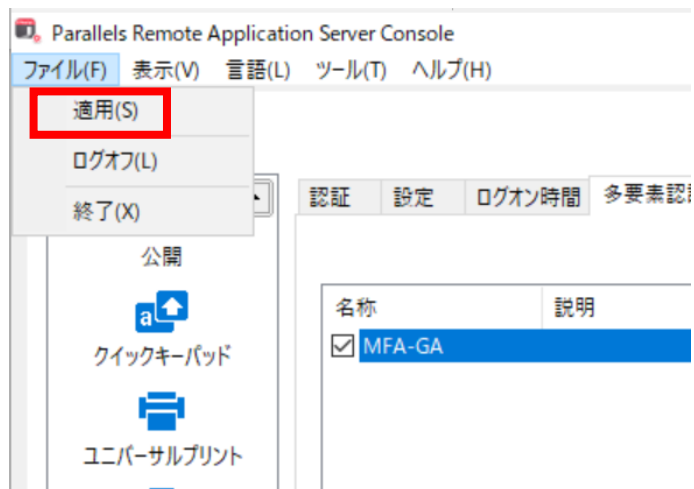 Parallels Remote Application Server Console
ファイル(F) 表示(V) 言語(L) ツール(T) ヘルプ(H)
適用(S)
ログオフ(L)
終了(X)
認証 設定 ログオン時間 多要素認証
公開
名称 説明
MFA-GA
クイックキーパッド
ユニバーサルプリント